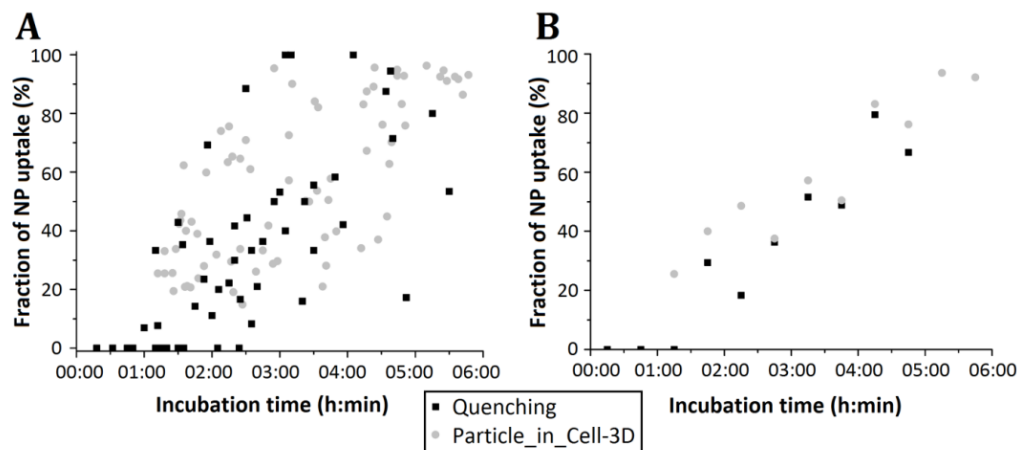 A
B
Fraction of NP uptake (%)
100
80
60
40
20
0
00:00 01:00 02:00 03:00 04:00 05:00 06:00
Incubation time (h:min)
Fraction of NP uptake (%)
100
80
60
40
20
0
00:00 01:00 02:00 03:00 04:00 05:00 06:00
Incubation time (h:min)
Quenching
Particle_in_Cell-3D